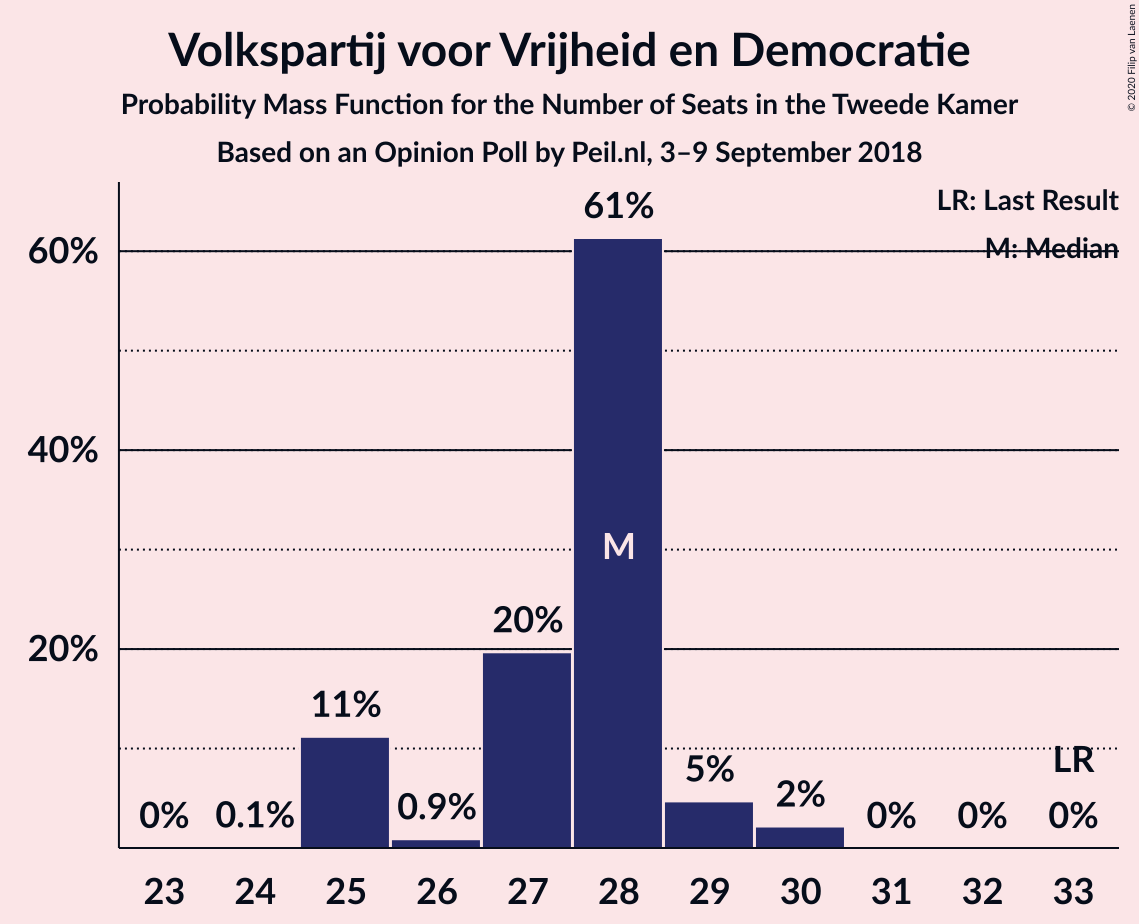 Volkspartij voor Vrijheid en Democratie
Probability Mass Function for the Number of Seats in the Tweede Kamer
Based on an Opinion Poll by Peil.nl, 3–9 September 2018
© 2020 Filip van Laenen
LR: Last Result
M: Median
60%
40%
20%
0%
0.1%
11%
0.9%
20%
61%
M
5%
2%
0%
0%
LR
0%
23 24 25 26 27 28 29 30 31 32 33